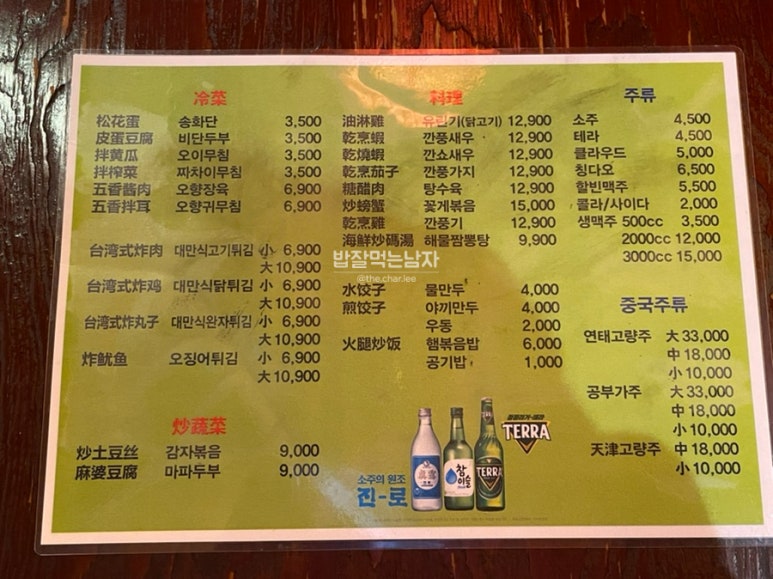 冷菜
松花蛋 송화단 3,500
皮蛋豆腐 비단두부 3,500
拌黄瓜 오이무침 3,500
拌榨菜 짜차이무침 3,500
五香酱肉 오향장육 6,900
五香拌耳 오향귀무침 6,900
台湾式炸肉 대만식고기튀김 小 6,900
大 10,900
台湾式炸鸡 대만식닭튀김 小 6,900
大 10,900
台湾式炸丸子 대만식완자튀김 小 6,900
大 10,900
炸鱿鱼 오징어튀김 小 6,900
大 10,900
炒蔬菜
炒土豆丝 감자볶음 9,000
麻婆豆腐 마파두부 9,000
料理
油淋雞 유린기(닭고기) 12,900
乾烹蝦 깐풍새우 12,900
乾燒蝦 깐쇼새우 12,900
乾烹茄子 깐풍가지 12,900
糖醋肉 탕수육 12,900
炒螃蟹 꽃게볶음 15,000
乾烹雞 깐풍기 12,900
海鮮炒碼湯 해물짬뽕탕 9,900
밥잘먹는남자
@the.char.lee
水饺子 물만두 4,000
煎饺子 야끼만두 4,000
우동 2,000
火腿炒饭 햄볶음밥 6,000
공기밥 1,000
주류
소주 4,500
테라 4,500
클라우드 5,000
칭다오 6,500
할빈맥주 5,500
콜라/사이다 2,000
생맥주 500cc 3,500
2000cc 12,000
3000cc 15,000
중국주류
연태고량주 大 33,000
中 18,000
小 10,000
공부가주 大 33,000
中 18,000
小 10,000
天津고량주 中 18,000
小 10,000
소주의 원조
진-로
참이슬
TERRA
TERRA